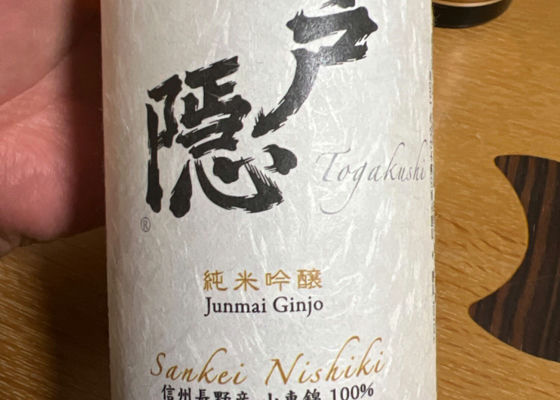 戸隠
Togakushi
®
純米吟醸
Junmai Ginjo
Sankei Nishiki
信州長野産 山恵錦 100%